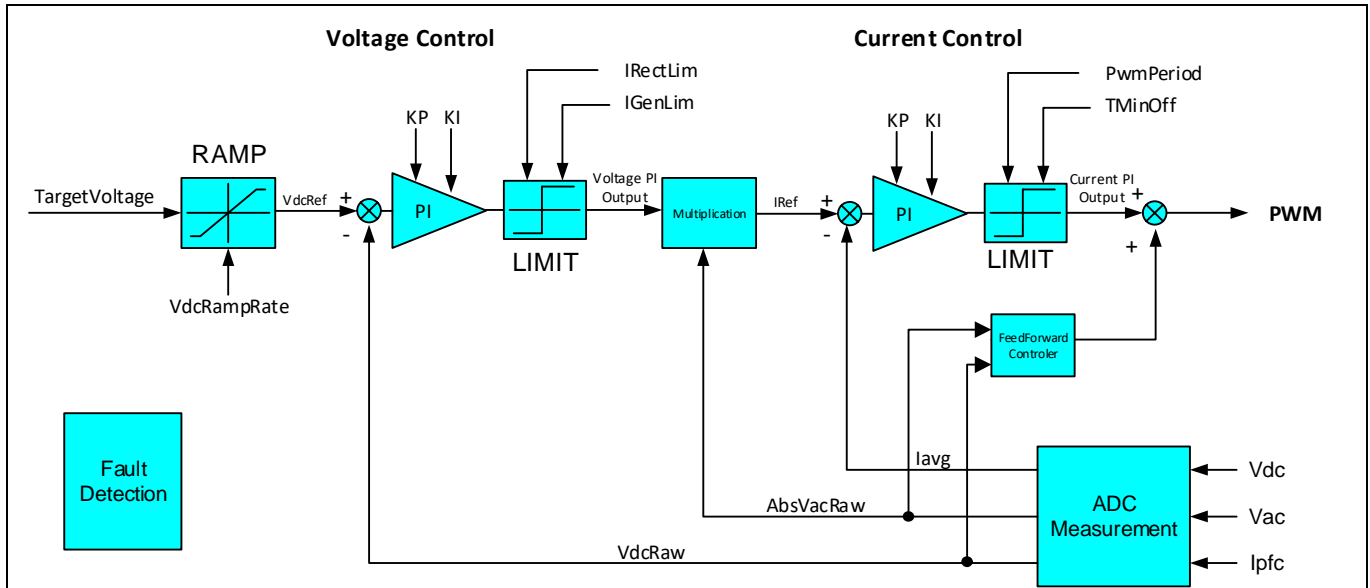 Voltage Control
Current Control
IRectLim
IGenLim
PwmPeriod
TMinOff
KP KI
KP KI
RAMP
TargetVoltage
VdcRef
+
-
PI
LIMIT
Voltage PI
Output
Multiplication
IRef
+
-
PI
LIMIT
Current PI
Output
+
+
PWM
VdcRampRate
FeedForward
Controler
Fault
Detection
Iavg
AbsVacRaw
VdcRaw
ADC
Measurement
Vdc
Vac
Ipfc